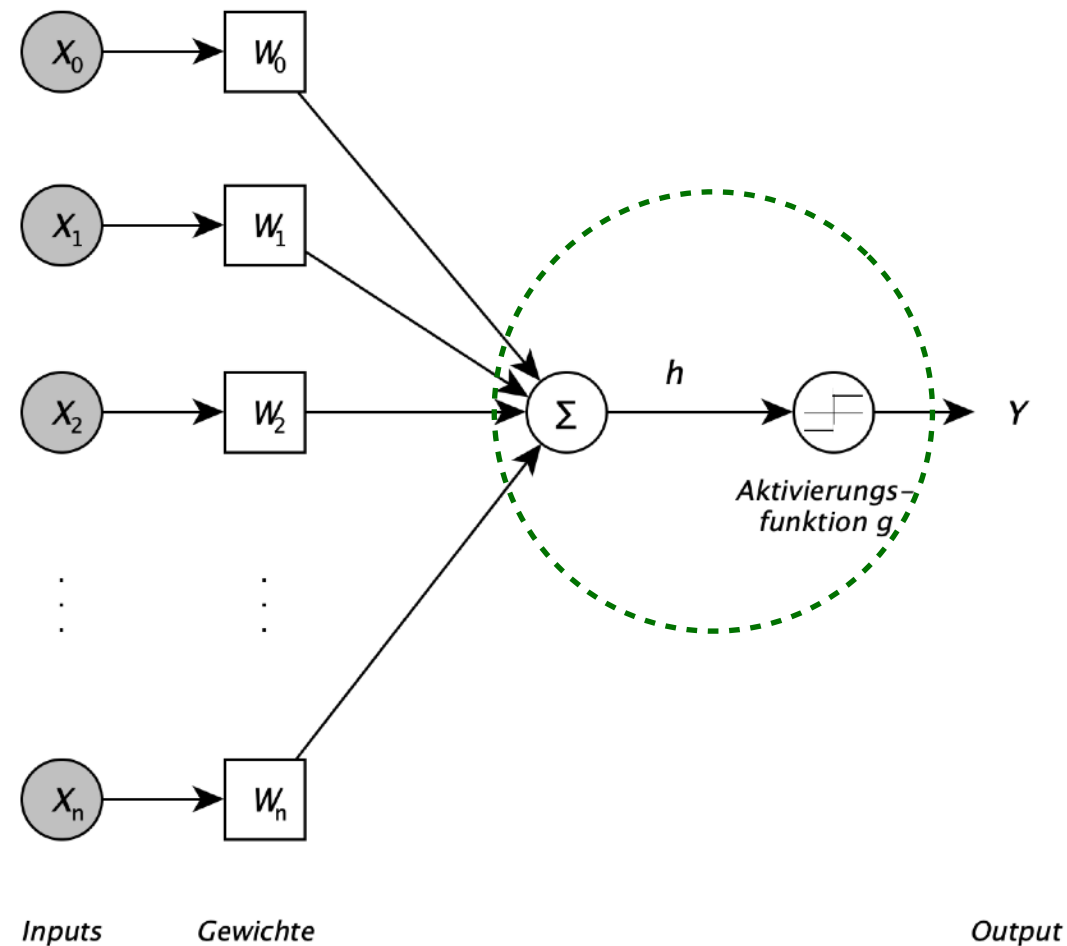 X0 W0
X1 W1
h
X2 W2 Σ Y
Aktivierungs-
funktion g
. .
. .
. .
Xn Wn
Inputs Gewichte Output